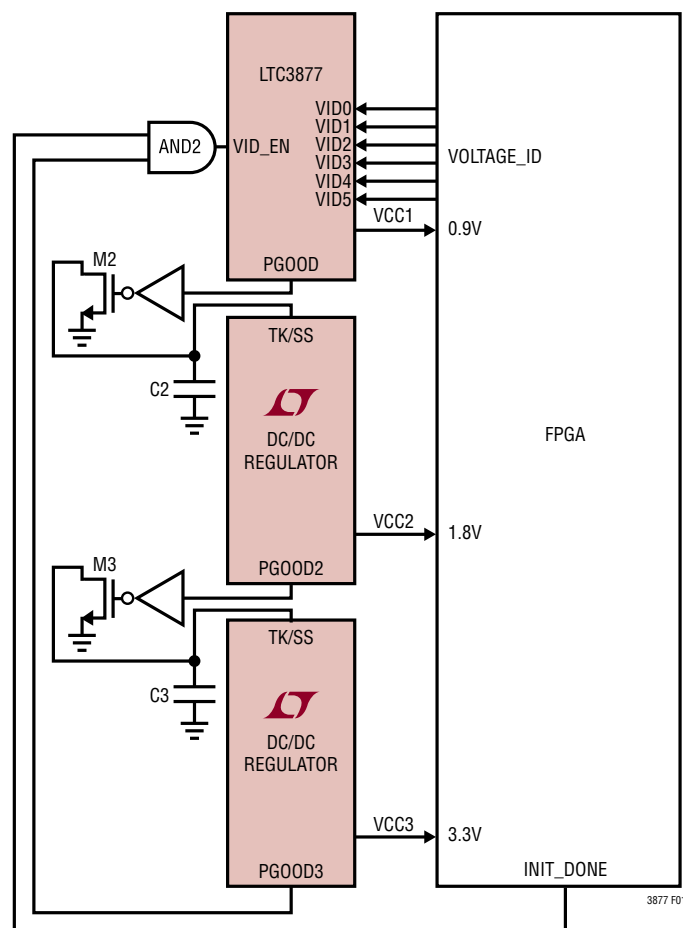 LTC3877
VID0
VID1
AND2
VID_EN
VID2
VID3
VOLTAGE_ID
VID4
VID5
VCC1
0.9V
PGOOD
M2
TK/SS
C2
DC/DC
REGULATOR
FPGA
VCC2
1.8V
PGOOD2
M3
TK/SS
C3
DC/DC
REGULATOR
VCC3
3.3V
PGOOD3
INIT_DONE
3877 F01